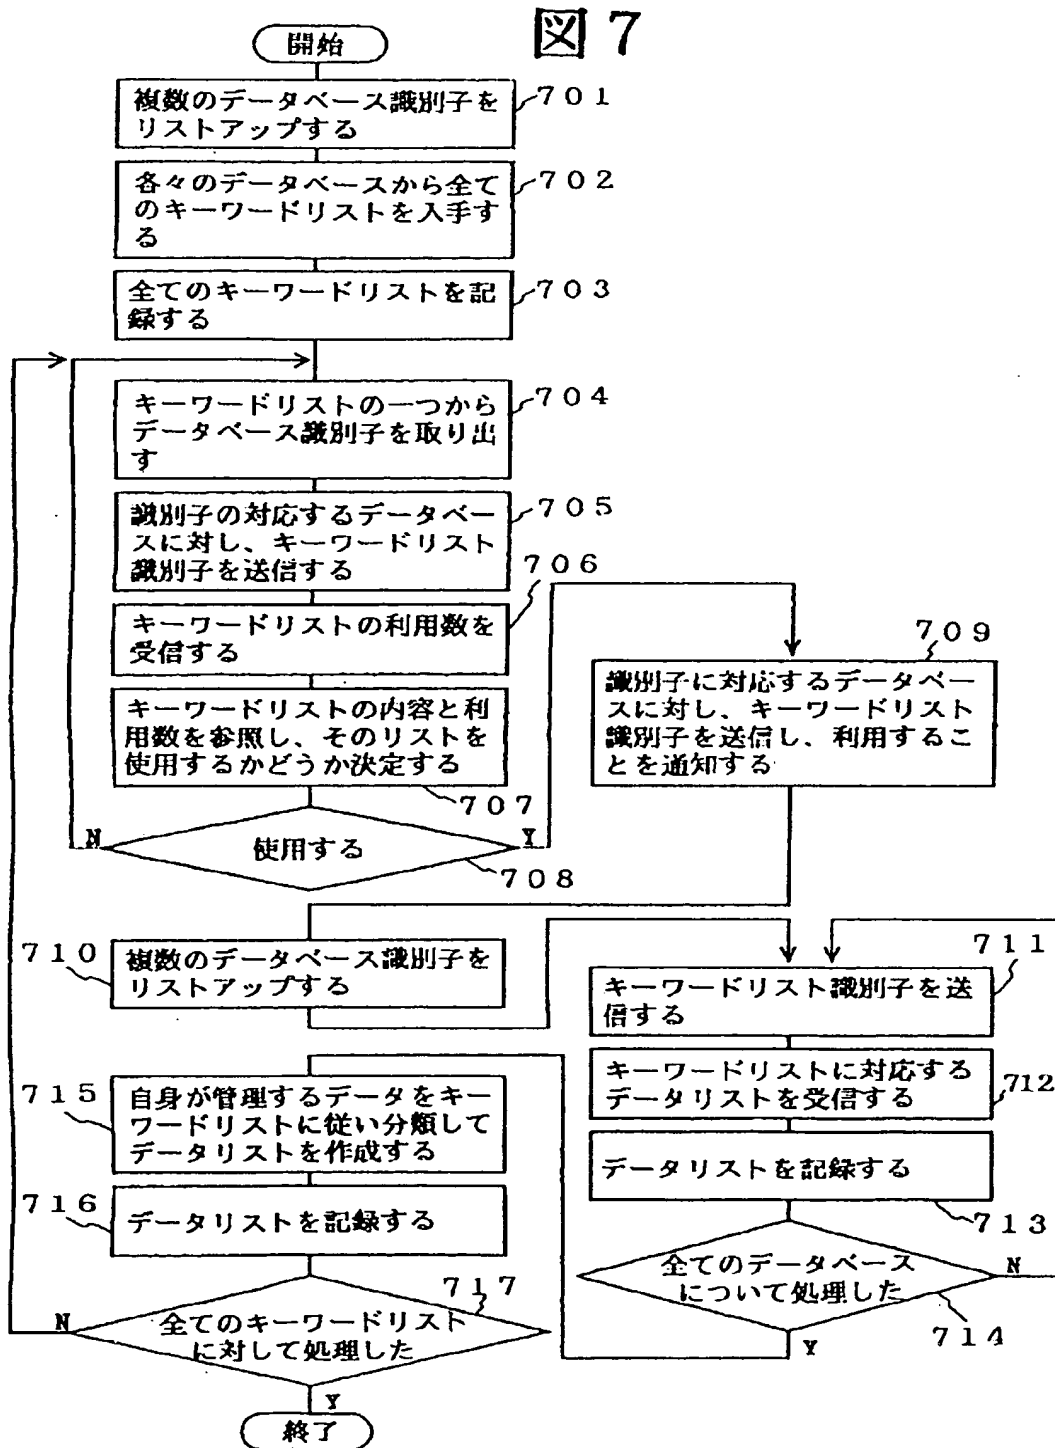 図7
開始
複数のデータベース識別子を
リストアップする
701
各々のデータベースから全て
のキーワードリストを入手す
る
702
全てのキーワードリストを記
録する
703
キーワードリストの一つから
データベース識別子を取り出
す
704
識別子の対応するデータベー
スに対し、キーワードリスト
識別子を送信する
705
キーワードリストの利用数を
受信する
706
キーワードリストの内容と利
用数を参照し、そのリストを
使用するかどうか決定する
707
N
使用する
Y
708
709
識別子に対応するデータベー
スに対し、キーワードリスト
識別子を送信し、利用するこ
とを通知する
710
複数のデータベース識別子を
リストアップする
711
キーワードリスト識別子を送
信する
キーワードリストに対応する
データリストを受信する
712
データリストを記録する
713
全てのデータベース
について処理した
N
714
Y
715
自身が管理するデータをキー
ワードリストに従い分類して
データリストを作成する
716
データリストを記録する
717
N
全てのキーワードリスト
に対して処理した
Y
終了